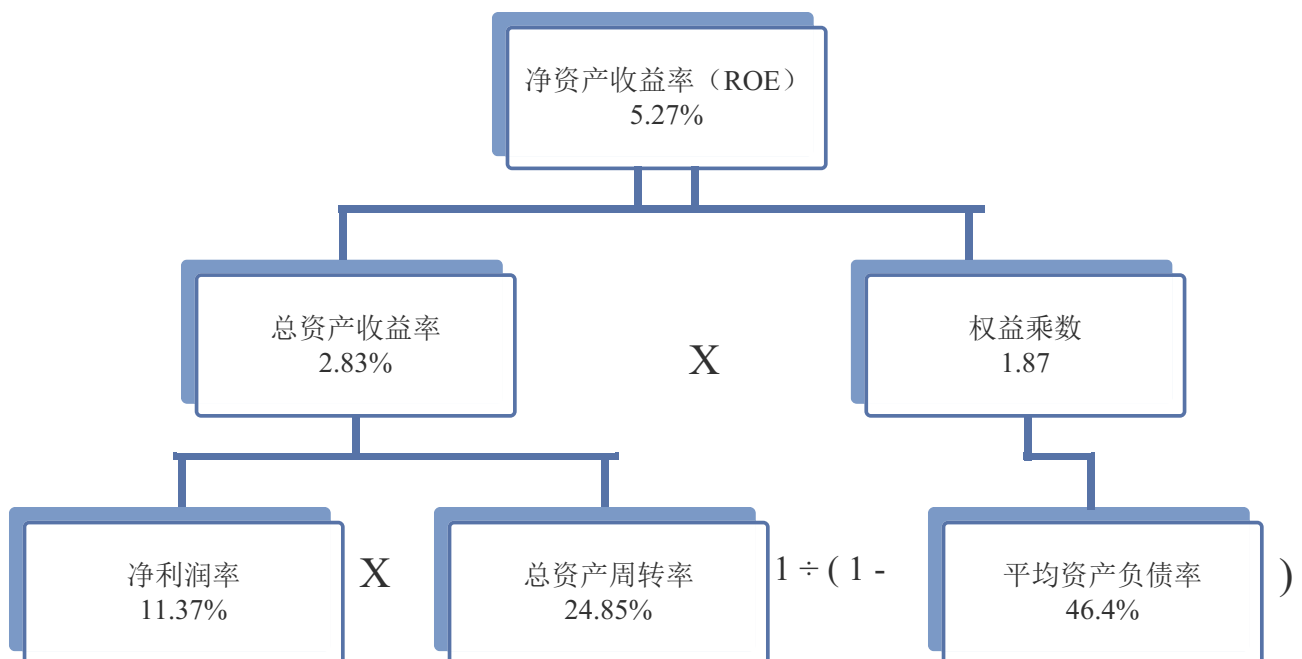 净资产收益率（ROE）
5.27%
总资产收益率
2.83%
X
权益乘数
1.87
净利润率
11.37%
X
总资产周转率
24.85%
1 ÷ ( 1 -
平均资产负债率
46.4%
)